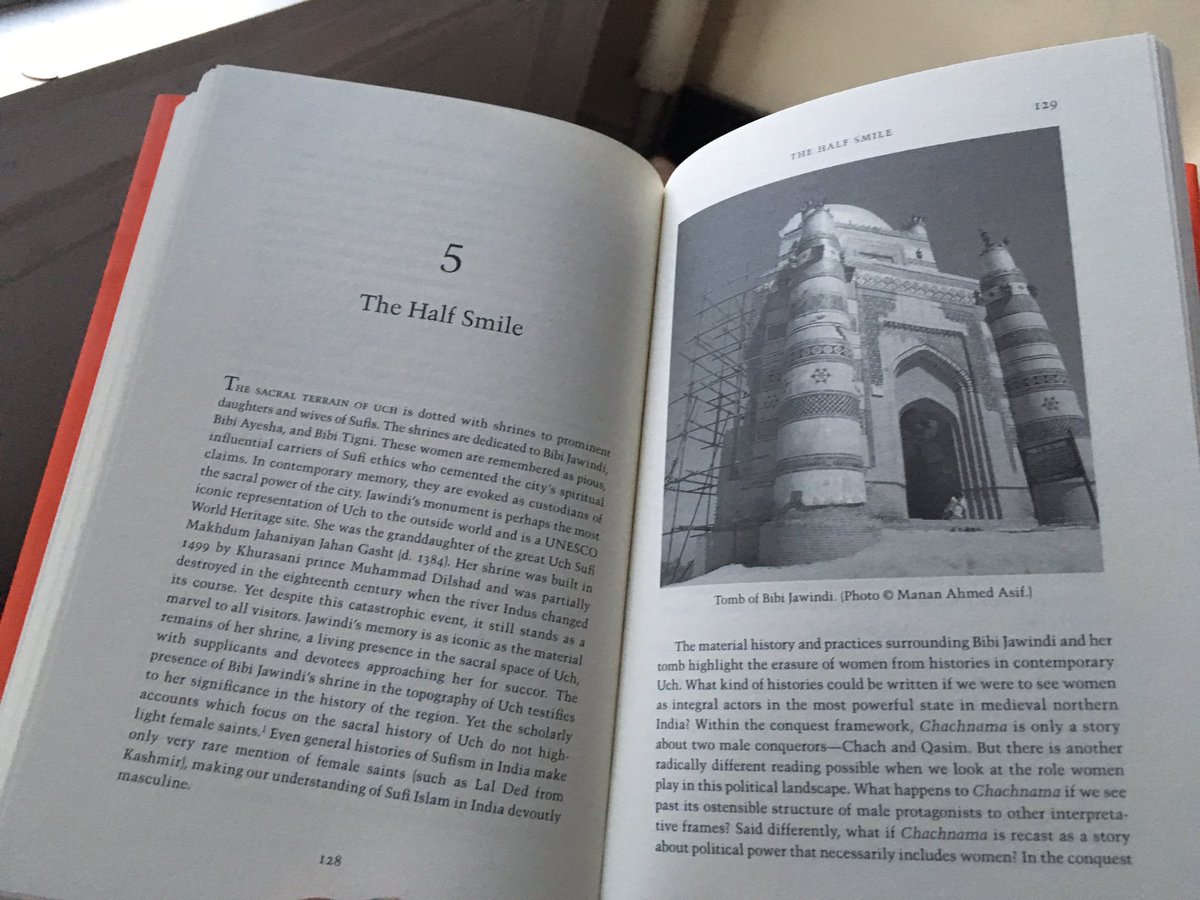 5
The Half Smile
THE SACRAL TERRAIN OF UCH is dotted with shrines to prominent
daughters and wives of Sufis. The shrines are dedicated to Bibi Jawindi,
Bibi Ayesha, and Bibi Tigni. These women are remembered as pious,
influential carriers of Sufi ethics who cemented the city's spiritual
claims. In contemporary memory, they are evoked as custodians of
the sacral power of the city. Jawindi's monument is perhaps the most
iconic representation of Uch to the outside world and is a UNESCO
World Heritage site. She was the granddaughter of the great Uch Sufi
Makhdum Jahaniyan Jahan Gasht (d. 1384). Her shrine was built in
1499 by Khurasani prince Muhammad Dilshad and was partially
destroyed in the eighteenth century when the river Indus changed
its course. Yet despite this catastrophic event, it still stands as a
marvel to all visitors. Jawindi's memory is as iconic as the material
remains of her shrine, a living presence in the sacral space of Uch,
with supplicants and devotees approaching her for succor. The
presence of Bibi Jawindi's shrine in the topography of Uch testifies
to her significance in the history of the region. Yet the scholarly
accounts which focus on the sacral history of Uch do not high-
light female saints.1 Even general histories of Sufism in India make
only very rare mention of female saints (such as Lal Ded from
Kashmir), making our understanding of Sufi Islam in India devoutly
masculine.
128
THE HALF SMILE
129
Tomb of Bibi Jawindi. (Photo © Manan Ahmed Asif.)
The material history and practices surrounding Bibi Jawindi and her
tomb highlight the erasure of women from histories in contemporary
Uch. What kind of histories could be written if we were to see women
as integral actors in the most powerful state in medieval northern
India? Within the conquest framework, Chachnama is only a story
about two male conquerors—Chach and Qasim. But there is another
radically different reading possible when we look at the role women
play in this political landscape. What happens to Chachnama if we see
past its ostensible structure of male protagonists to other interpreta-
tive frames? Said differently, what if Chachnama is recast as a story
about political power that necessarily includes women? In the conquest